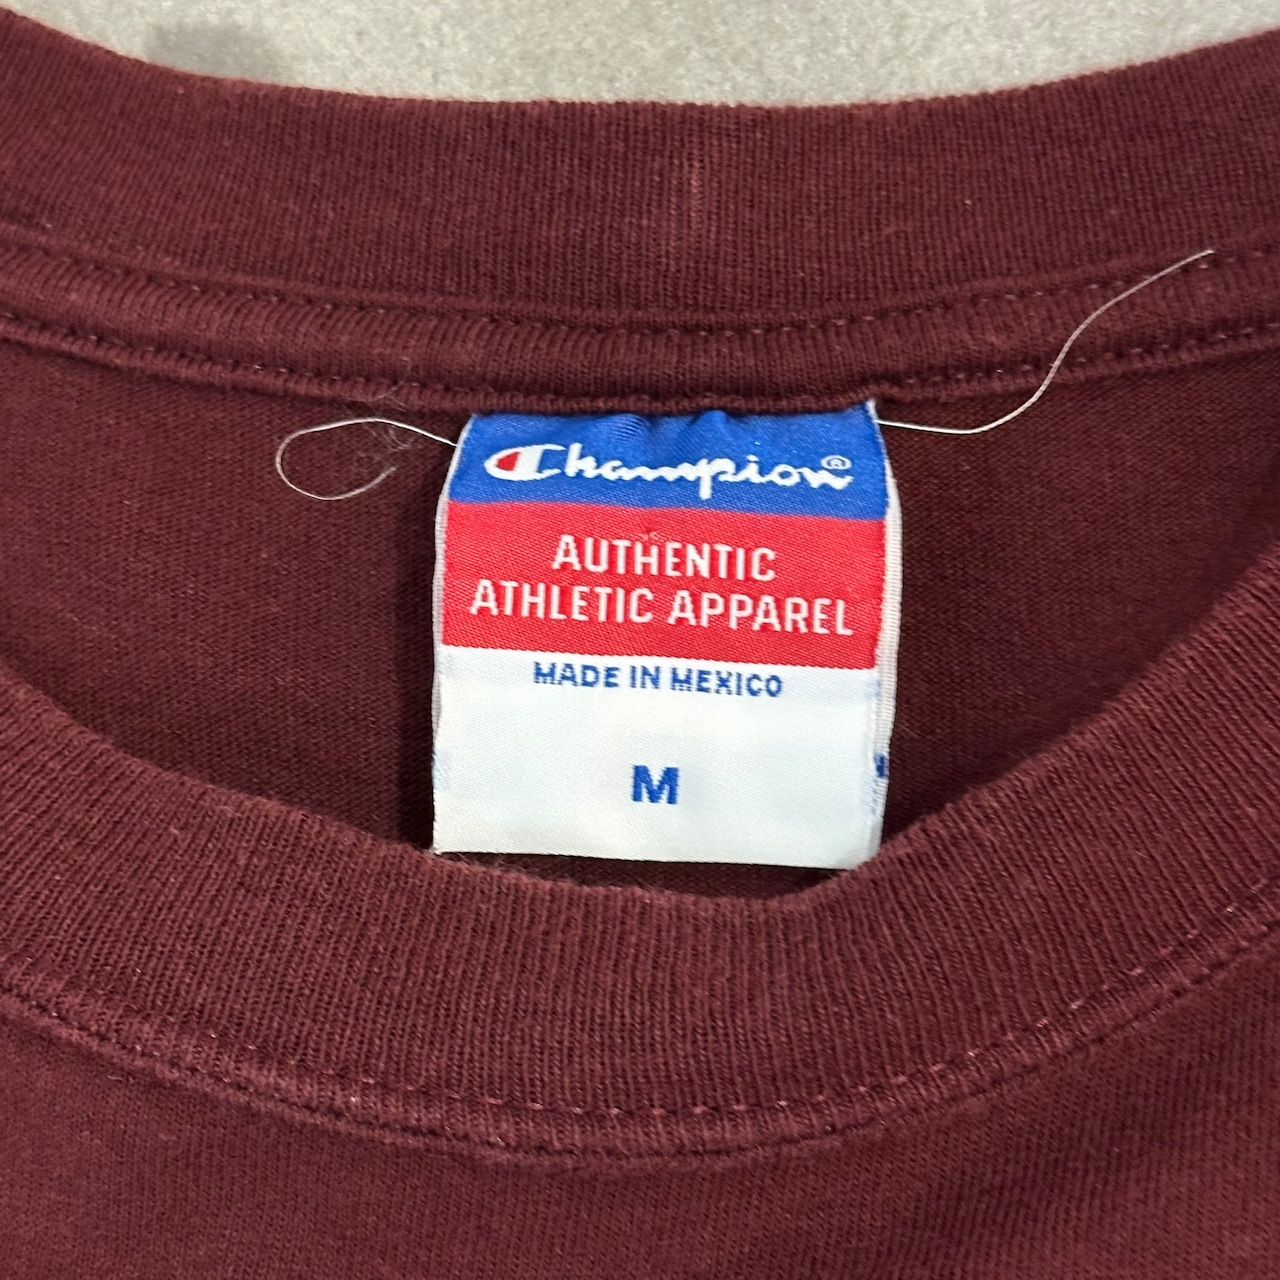 Champion®
AUTHENTIC
ATHLETIC APPAREL
MADE IN MEXICO
M